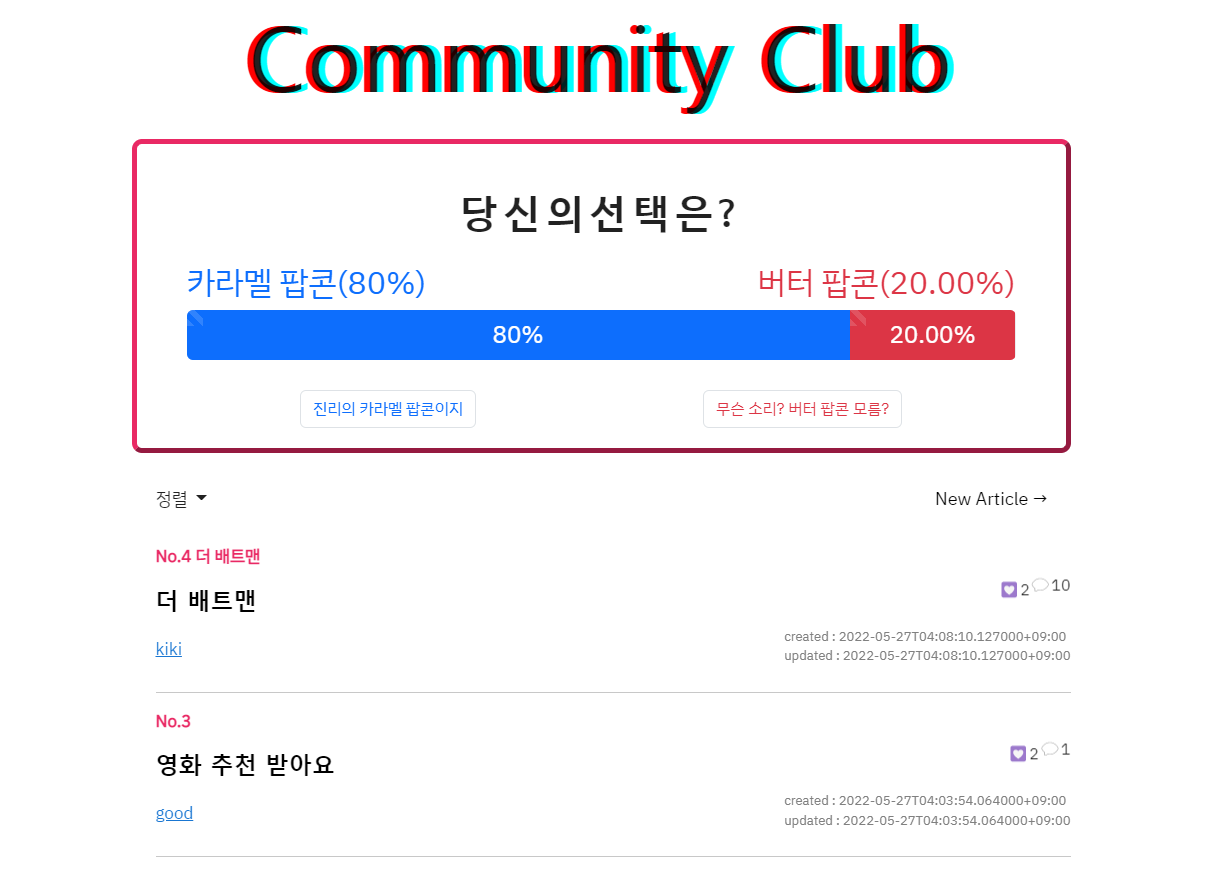 Community Club
당신의선택은?
카라멜 팝콘(80%) 버터 팝콘(20.00%)
80% 20.00%
진리의 카라멜 팝콘이지 무슨 소리? 버터 팝콘 모름?
정렬 New Article →
No.4 더 배트맨
더 배트맨 2 10
kiki created : 2022-05-27T04:08:10.127000+09:00
updated : 2022-05-27T04:08:10.127000+09:00
No.3
영화 추천 받아요 2 1
good created : 2022-05-27T04:03:54.064000+09:00
updated : 2022-05-27T04:03:54.064000+09:00